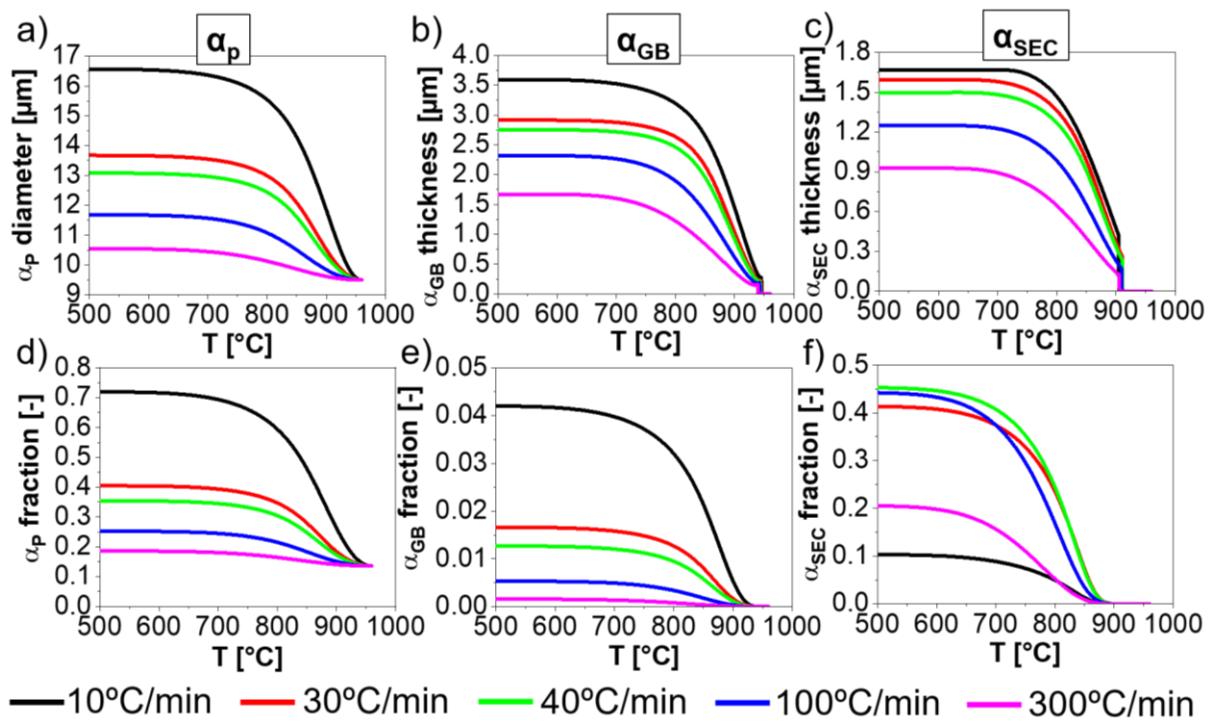 a) αp b) αGB c) αSEC
αP diameter [µm]
17
16
15
14
13
12
11
10
9
500 600 700 800 900 1000
T [°C]
αGB thickness [µm]
4.0
3.5
3.0
2.5
2.0
1.5
1.0
0.5
0.0
500 600 700 800 900 1000
T [°C]
αSEC thickness [µm]
1.8
1.5
1.2
0.9
0.6
0.3
0.0
500 600 700 800 900 1000
T [°C]
d) e) f)
αP fraction [-]
0.8
0.7
0.6
0.5
0.4
0.3
0.2
0.1
0.0
500 600 700 800 900 1000
T [°C]
αGB fraction [-]
0.05
0.04
0.03
0.02
0.01
0.00
500 600 700 800 900 1000
T [°C]
αSEC fraction [-]
0.5
0.4
0.3
0.2
0.1
0.0
500 600 700 800 900 1000
T [°C]
10ºC/min 30ºC/min 40ºC/min 100ºC/min 300ºC/min